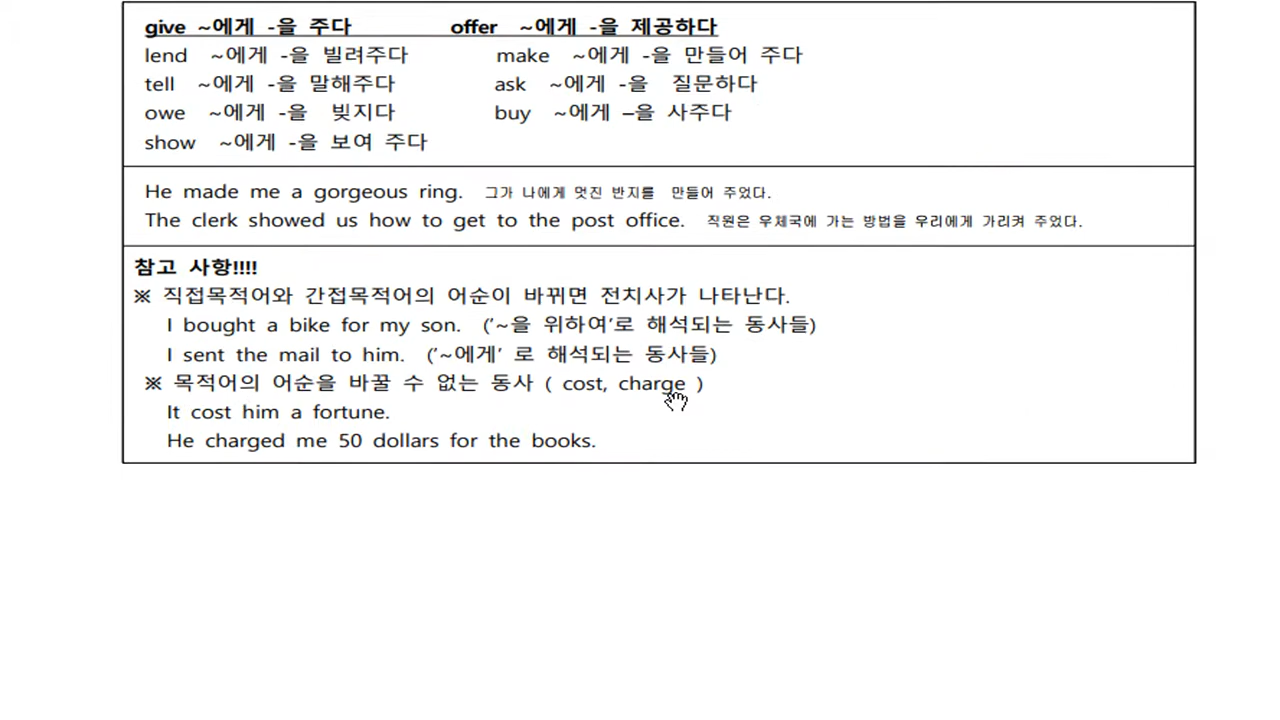 give ~에게 -을 주다 offer ~에게 -을 제공하다
lend ~에게 -을 빌려주다 make ~에게 -을 만들어 주다
tell ~에게 -을 말해주다 ask ~에게 -을 질문하다
owe ~에게 -을 빚지다 buy ~에게 –을 사주다
show ~에게 -을 보여 주다
He made me a gorgeous ring. 그가 나에게 멋진 반지를 만들어 주었다.
The clerk showed us how to get to the post office. 직원은 우체국에 가는 방법을 우리에게 가리켜 주었다.
참고 사항!!!!
※ 직접목적어와 간접목적어의 어순이 바뀌면 전치사가 나타난다.
I bought a bike for my son. ('~을 위하여'로 해석되는 동사들)
I sent the mail to him. ('~에게' 로 해석되는 동사들)
※ 목적어의 어순을 바꿀 수 없는 동사 ( cost, charge )
It cost him a fortune.
He charged me 50 dollars for the books.